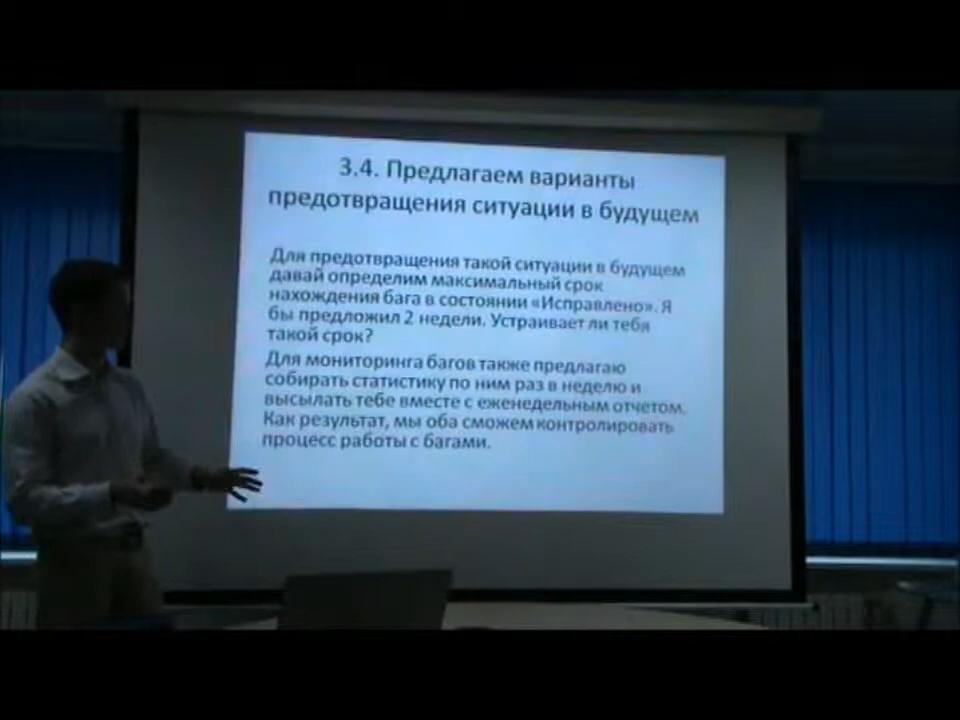 3.4. Предлагаем варианты
предотвращения ситуации в будущем
Для предотвращения такой ситуации в будущем
давай определим максимальный срок
нахождения бага в состоянии «Исправлено». Я
бы предложил 2 недели. Устраивает ли тебя
такой срок?
Для мониторинга багов также предлагаю
собирать статистику по ним раз в неделю и
высылать тебе вместе с еженедельным отчетом.
Как результат, мы оба сможем контролировать
процесс работы с багами.